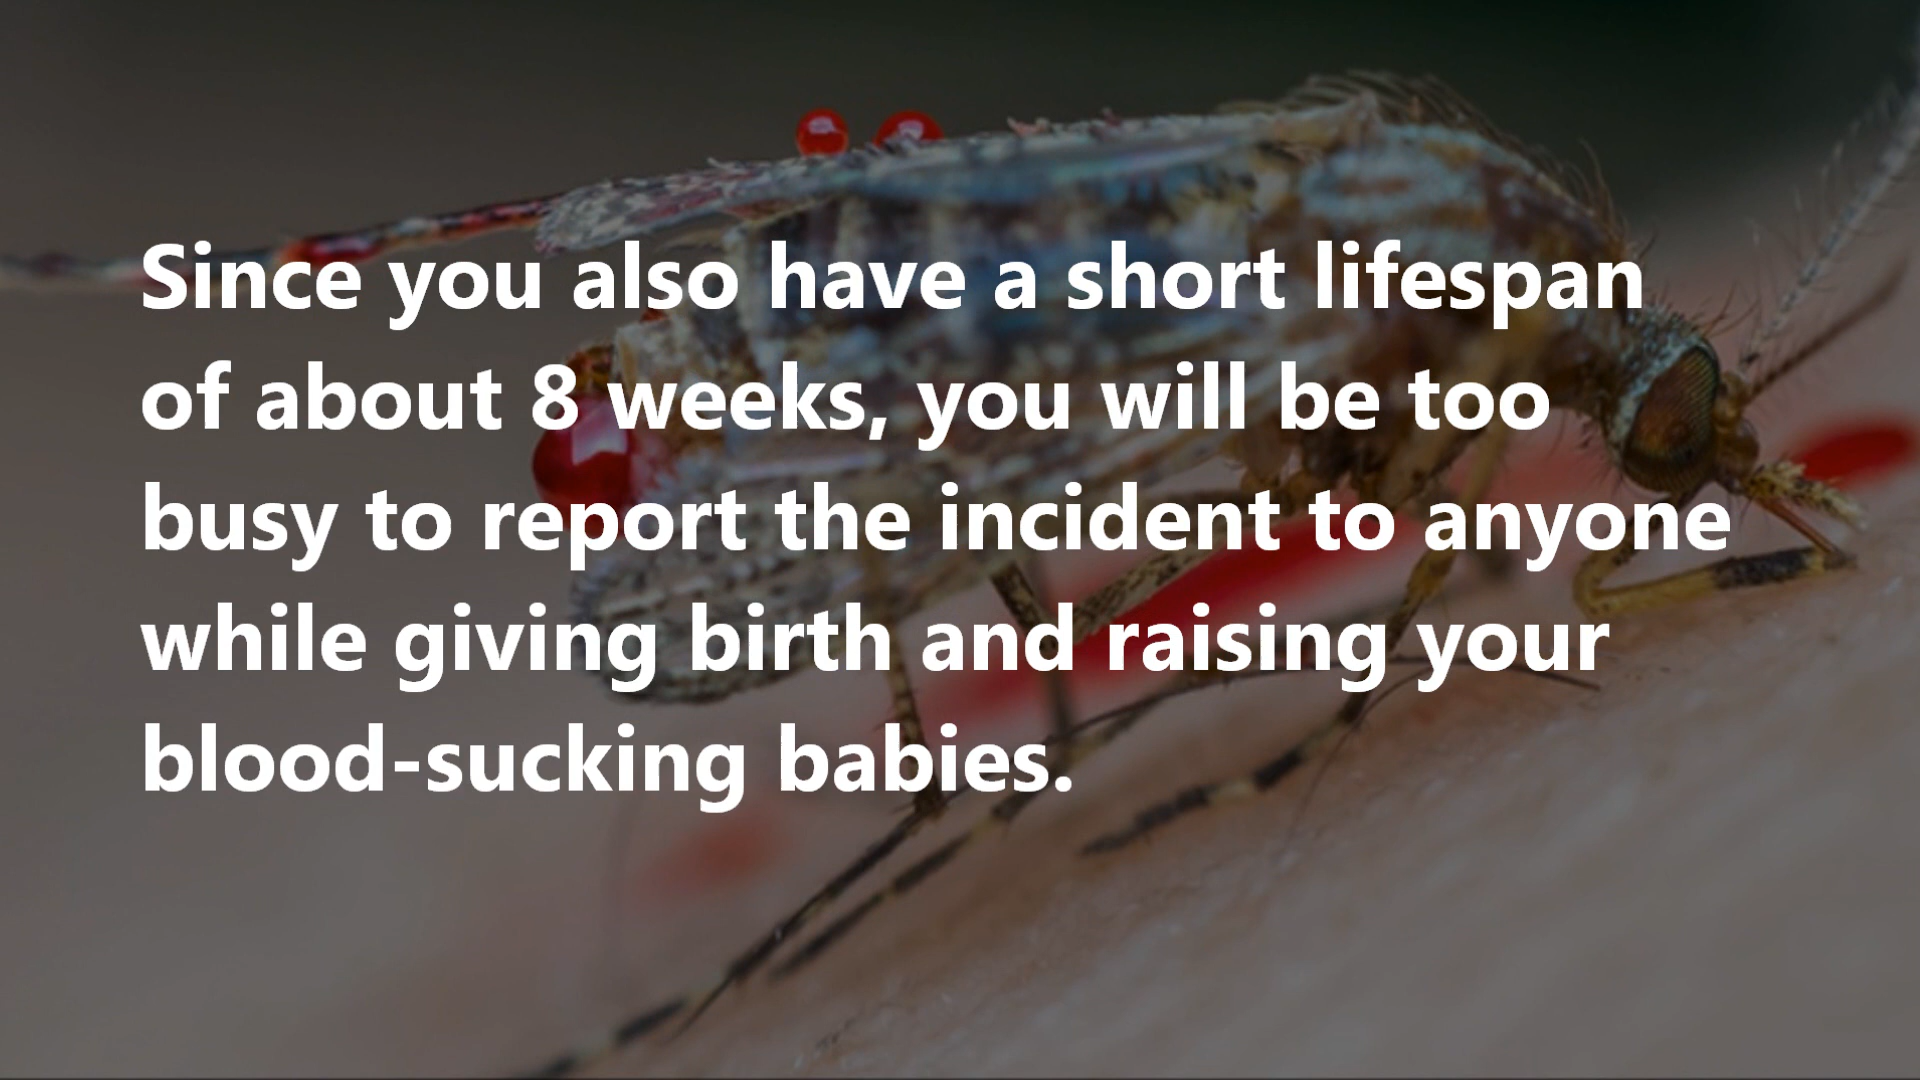 Since you also have a short lifespan
of about 8 weeks, you will be too
busy to report the incident to anyone
while giving birth and raising your
blood-sucking babies.